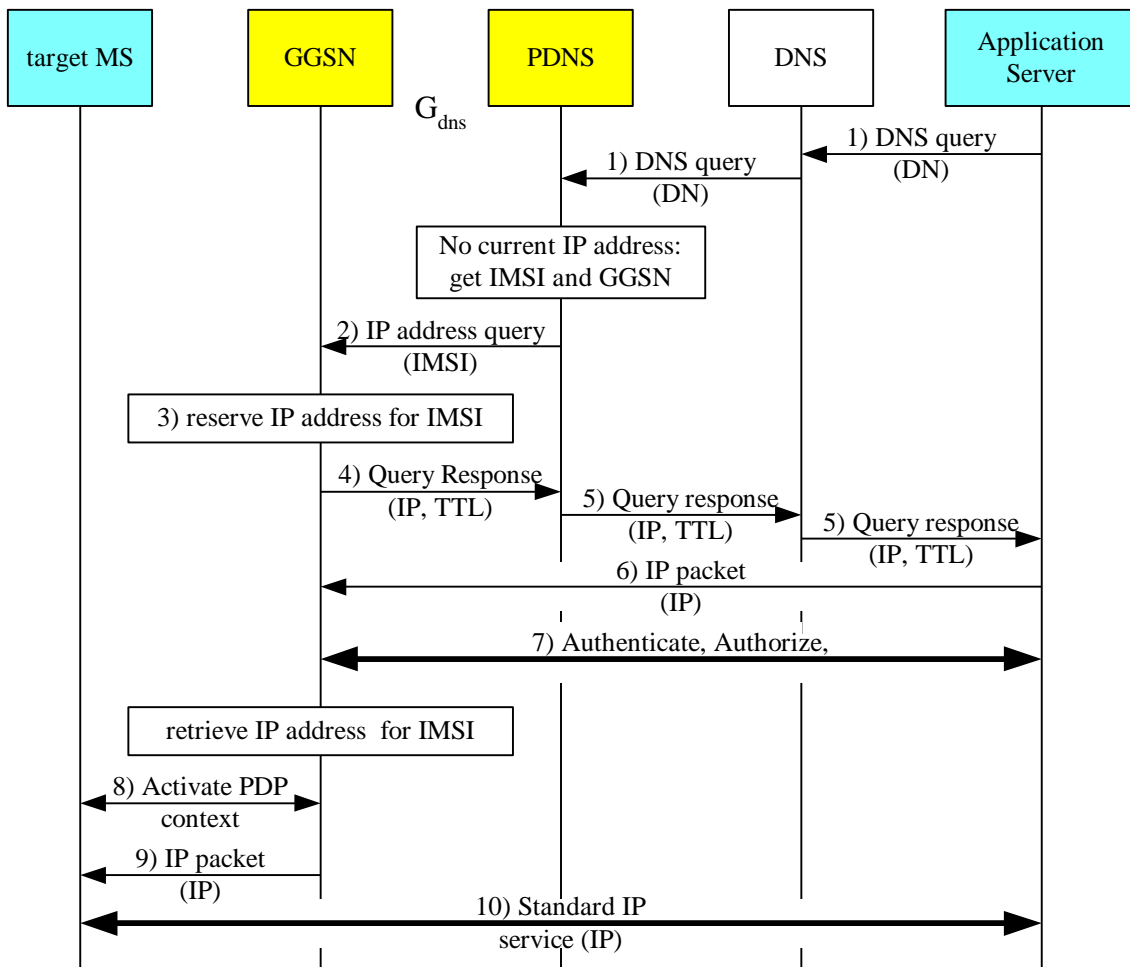 target MS
GGSN
PDNS
DNS
Application
Server
Gdns
1) DNS query
(DN)
1) DNS query
(DN)
No current IP address:
get IMSI and GGSN
2) IP address query
(IMSI)
3) reserve IP address for IMSI
4) Query Response
(IP, TTL)
5) Query response
(IP, TTL)
5) Query response
(IP, TTL)
6) IP packet
(IP)
7) Authenticate, Authorize,
retrieve IP address for IMSI
8) Activate PDP
context
9) IP packet
(IP)
10) Standard IP
service (IP)